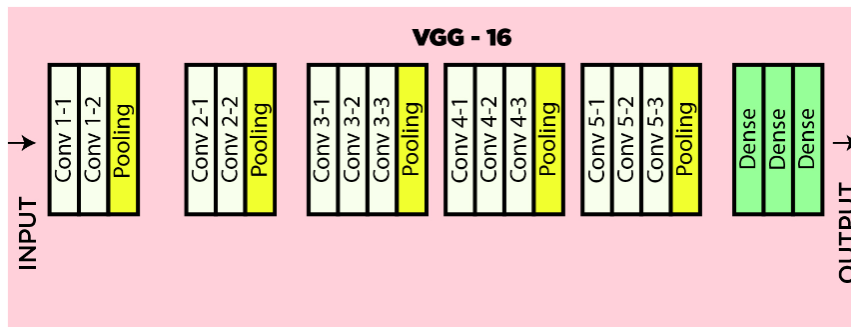 VGG - 16
INPUT
Conv 1-1
Conv 1-2
Pooling
Conv 2-1
Conv 2-2
Pooling
Conv 3-1
Conv 3-2
Conv 3-3
Pooling
Conv 4-1
Conv 4-2
Conv 4-3
Pooling
Conv 5-1
Conv 5-2
Conv 5-3
Pooling
Dense
Dense
Dense
OUTPUT